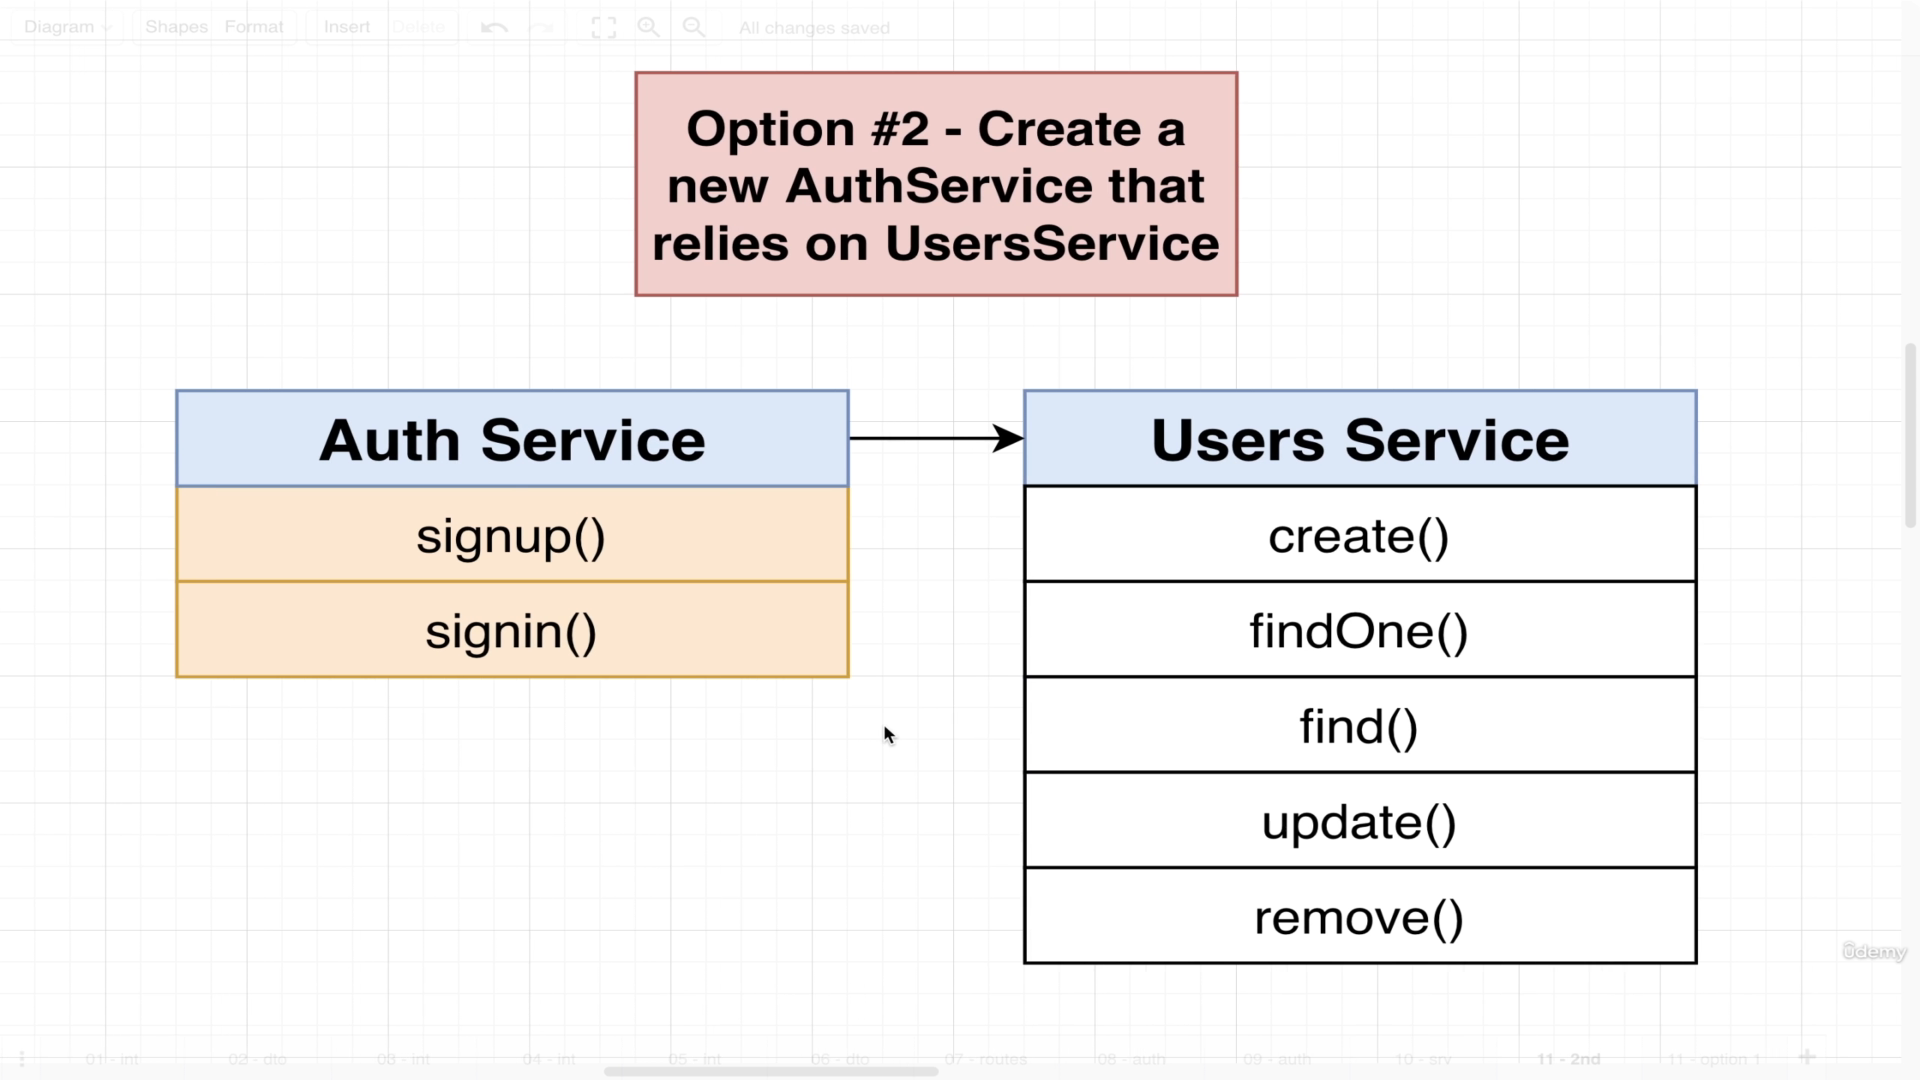 Diagram Shapes Format Insert Delete All changes saved
Option #2 - Create a
new AuthService that
relies on UsersService
Auth Service
signup()
signin()
Users Service
create()
findOne()
find()
update()
remove()
ûdemy
01 - int 02 - dto 03 - int 04 - int 05 - int 06 - dto 07 - routes 08 - auth 09 - auth 10 - srv 11 - 2nd 11 - option 1